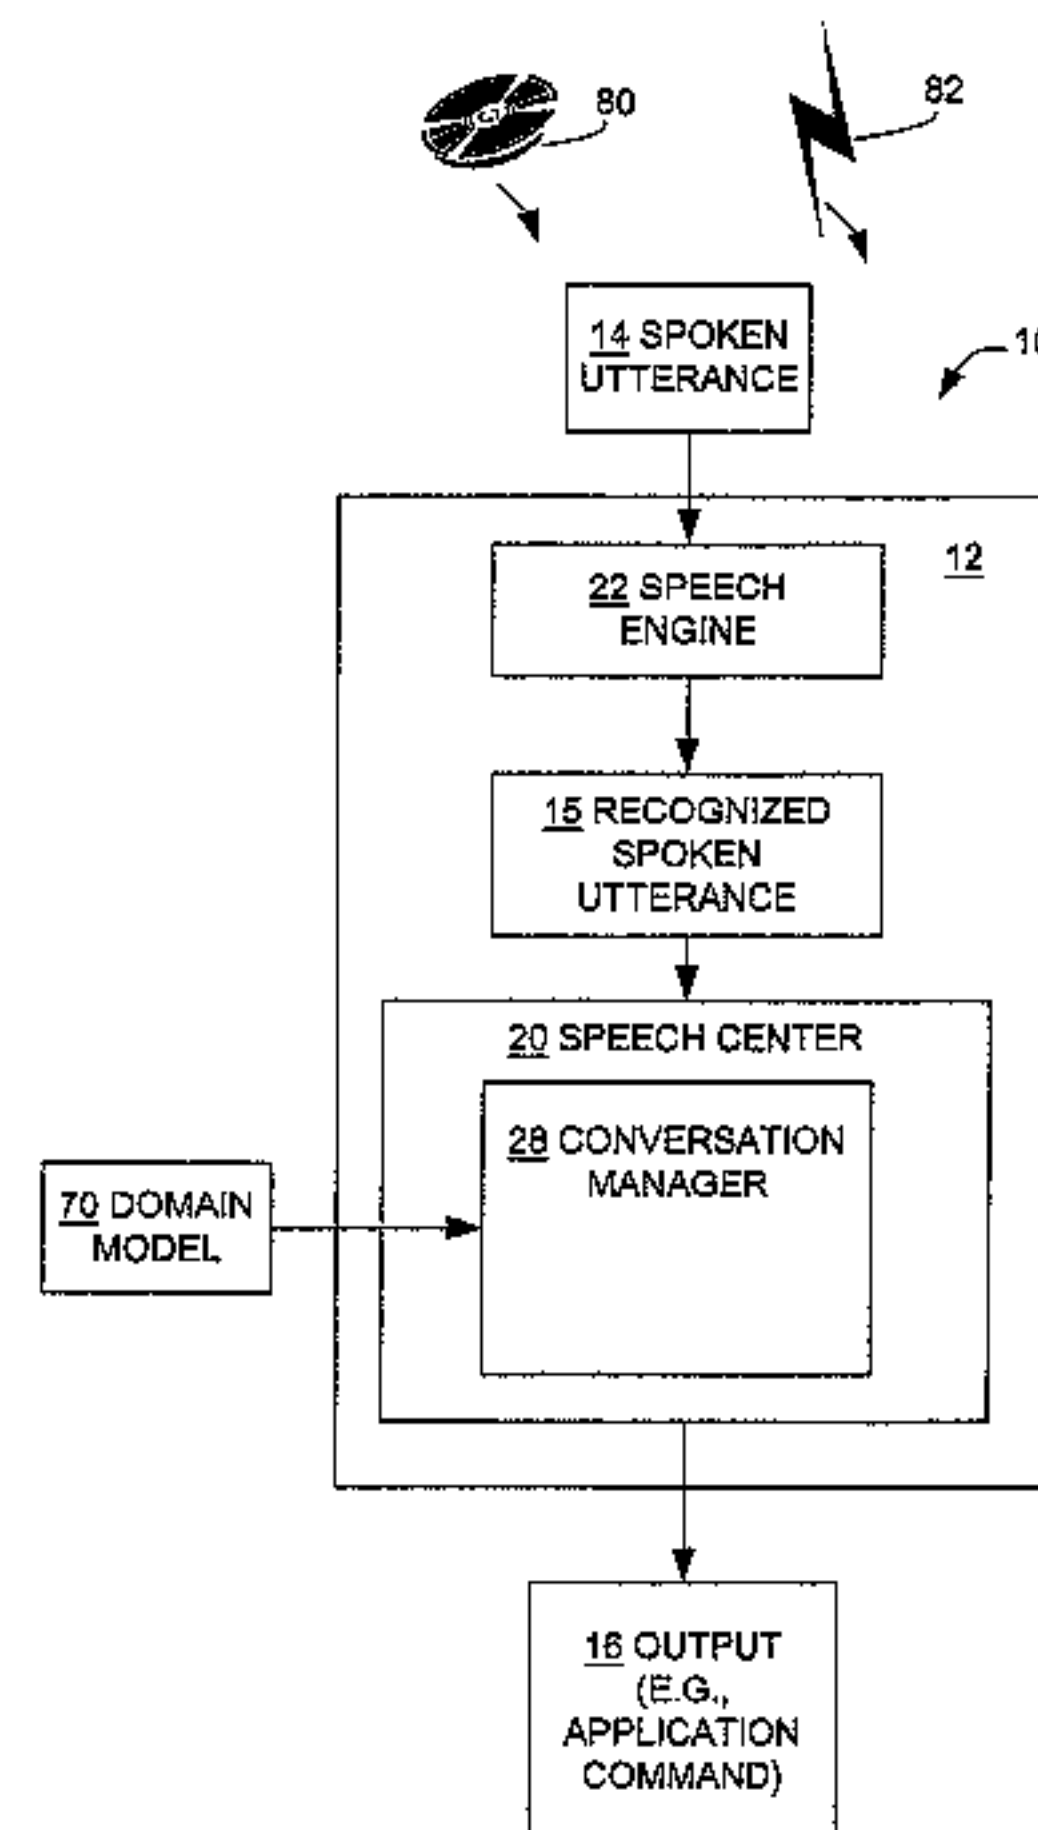 80
82
14 SPOKEN
UTTERANCE
12
22 SPEECH
ENGINE
15 RECOGNIZED
SPOKEN
UTTERANCE
20 SPEECH CENTER
28 CONVERSATION
MANAGER
70 DOMAIN
MODEL
16 OUTPUT
(E.G.,
APPLICATION
COMMAND)